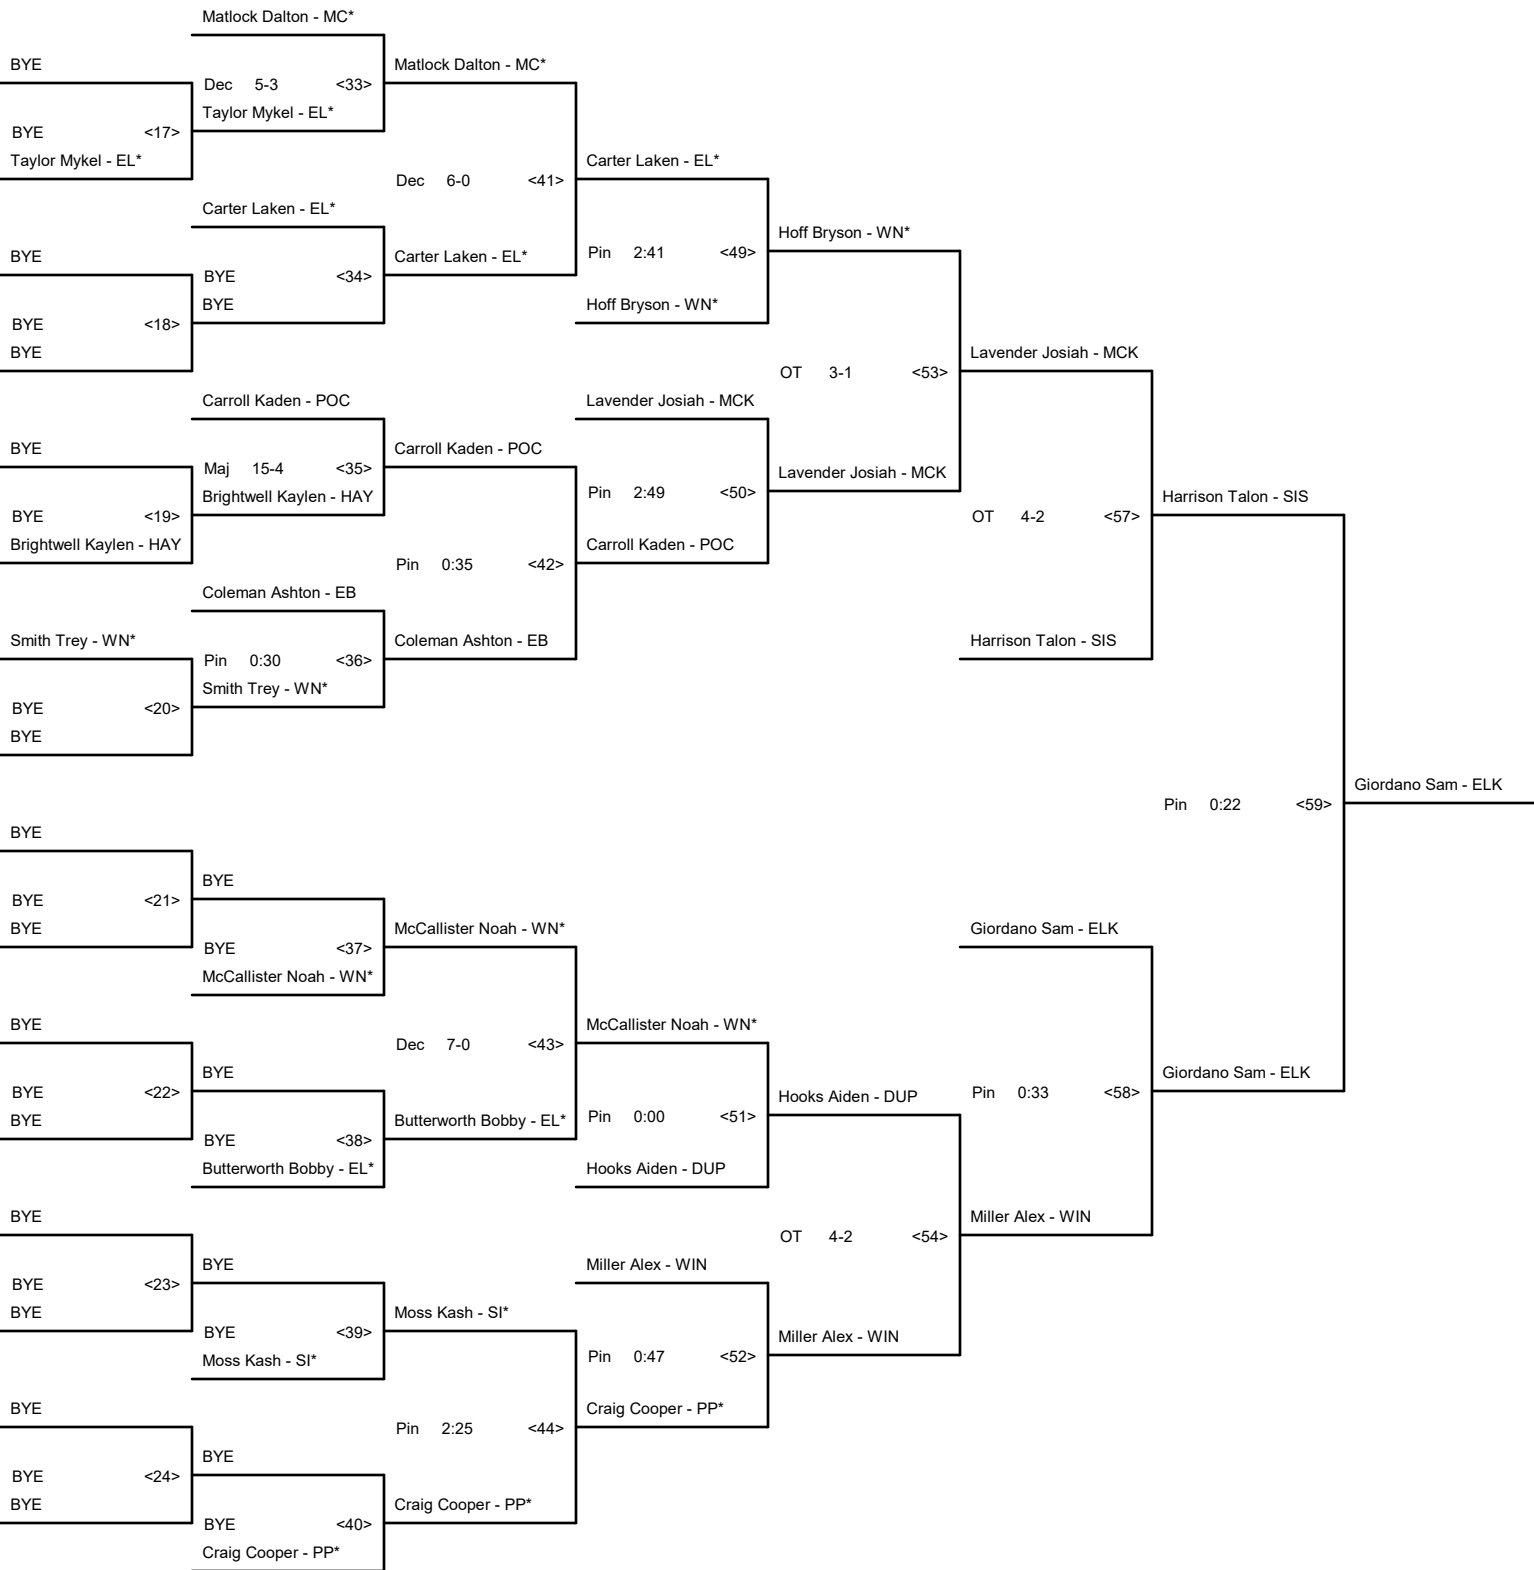 Matlock Dalton - MC*
BYE
Matlock Dalton - MC*
Dec 5-3 <33>
Taylor Mykel - EL*
BYE <17>
Taylor Mykel - EL*
Carter Laken - EL*
Dec 6-0 <41>
Carter Laken - EL*
Hoff Bryson - WN*
BYE
Carter Laken - EL*
Pin 2:41 <49>
BYE <34>
BYE
Hoff Bryson - WN*
BYE <18>
BYE
Lavender Josiah - MCK
OT 3-1 <53>
Carroll Kaden - POC
Lavender Josiah - MCK
BYE
Carroll Kaden - POC
Maj 15-4 <35>
Lavender Josiah - MCK
Brightwell Kaylen - HAY
Pin 2:49 <50>
Harrison Talon - SIS
BYE <19>
OT 4-2 <57>
Brightwell Kaylen - HAY
Carroll Kaden - POC
Pin 0:35 <42>
Coleman Ashton - EB
Smith Trey - WN*
Coleman Ashton - EB
Harrison Talon - SIS
Pin 0:30 <36>
Smith Trey - WN*
BYE <20>
BYE
Giordano Sam - ELK
Pin 0:22 <59>
BYE
BYE
BYE <21>
BYE
McCallister Noah - WN*
Giordano Sam - ELK
BYE <37>
McCallister Noah - WN*
BYE
McCallister Noah - WN*
Dec 7-0 <43>
BYE
Giordano Sam - ELK
BYE <22>
Hooks Aiden - DUP
Pin 0:33 <58>
BYE
Butterworth Bobby - EL*
Pin 0:00 <51>
BYE <38>
Butterworth Bobby - EL*
Hooks Aiden - DUP
BYE
Miller Alex - WIN
OT 4-2 <54>
BYE
Miller Alex - WIN
BYE <23>
BYE
Moss Kash - SI*
BYE <39>
Miller Alex - WIN
Moss Kash - SI*
Pin 0:47 <52>
BYE
Craig Cooper - PP*
Pin 2:25 <44>
BYE
BYE <24>
BYE
Craig Cooper - PP*
BYE <40>
Craig Cooper - PP*